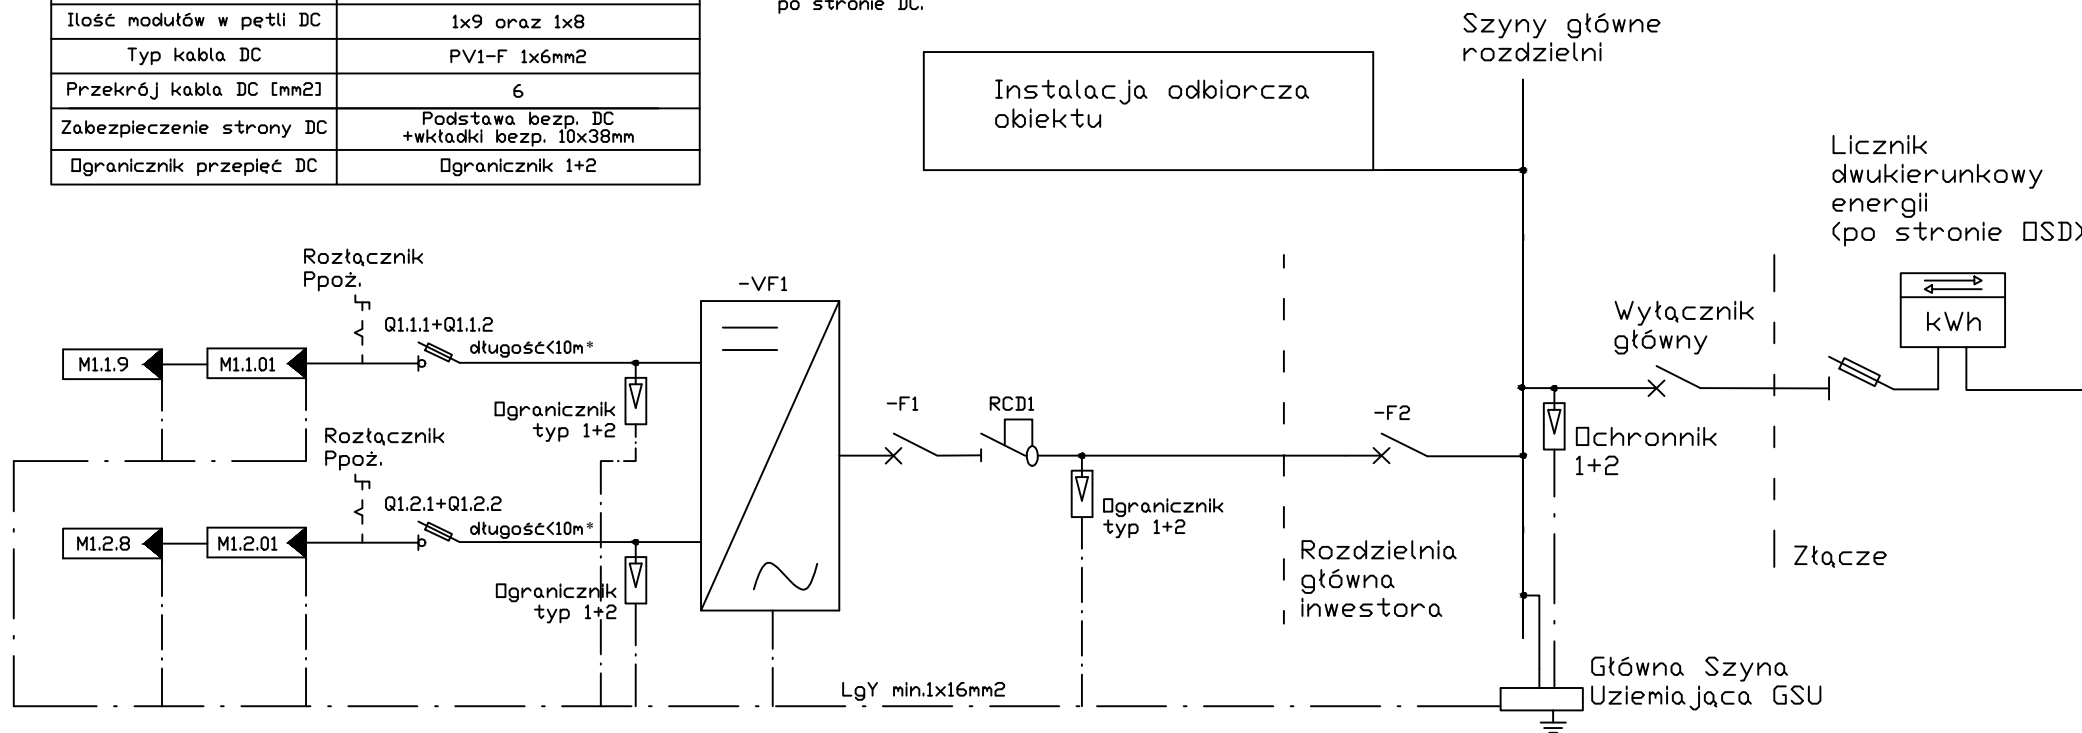 po stronie DC.
Ilość modułów w pętli DC 1x9 oraz 1x8
Typ kabla DC PV1-F 1x6mm2
Przekrój kabla DC [mm2] 6
Zabezpieczenie strony DC Podstawa bezp. DC
+wkładki bezp. 10x38mm
Ogranicznik przepięć DC Ogranicznik 1+2
Szyny główne
rozdzielni
Instalacja odbiorcza
obiektu
Licznik
dwukierunkowy
energii
(po stronie OSD)
kWh
Rozłącznik
Ppoż.
Q1.1.1+Q1.1.2
długość<10m*
M1.1.9
M1.1.01
Ogranicznik
typ 1+2
-VF1
Rozłącznik
Ppoż.
Q1.2.1+Q1.2.2
długość<10m*
M1.2.8
M1.2.01
Ogranicznik
typ 1+2
-F1
RCD1
Ogranicznik
typ 1+2
-F2
Rozdzielnia
główna
inwestora
Wyłącznik
główny
Ochronnik
1+2
Złącze
LgY min.1x16mm2
Główna Szyna
Uziemiająca GSU